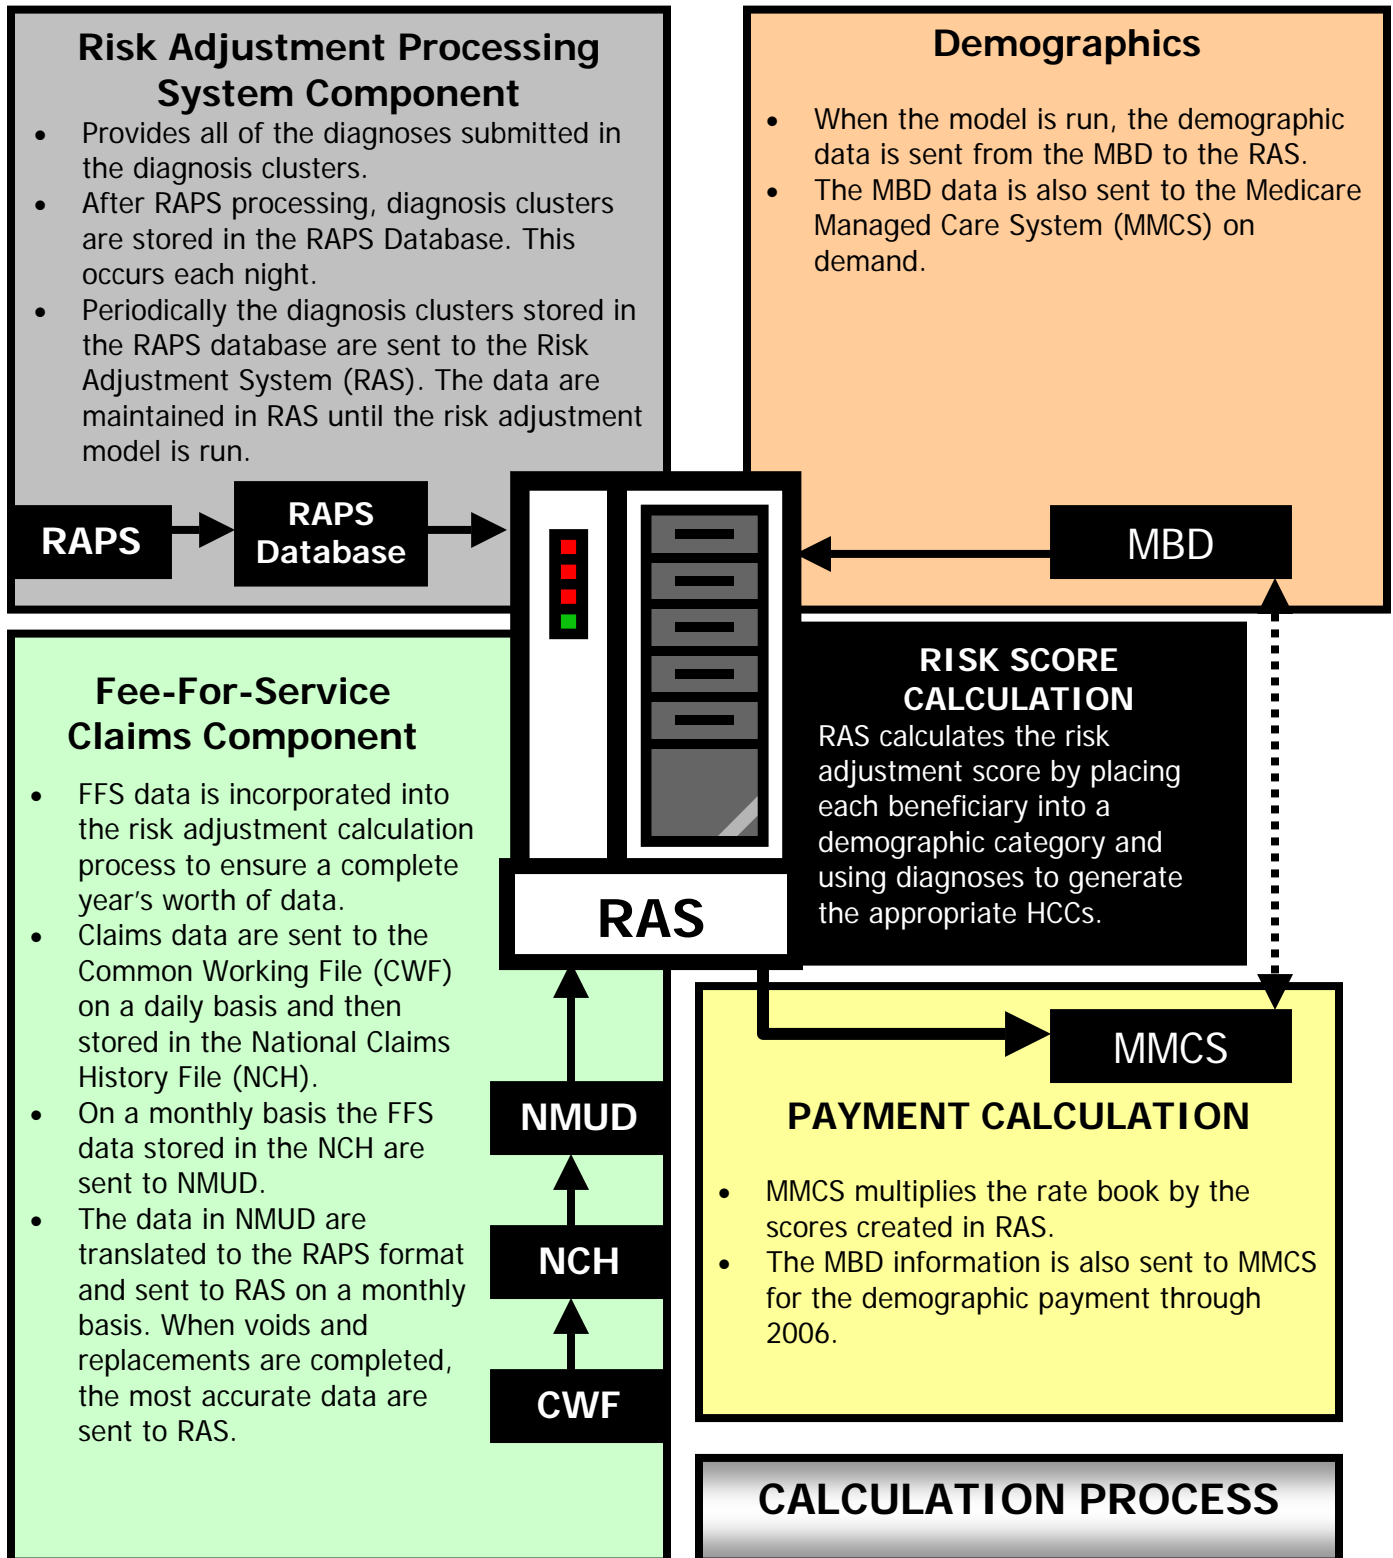 Risk Adjustment Processing
System Component
• Provides all of the diagnoses submitted in
the diagnosis clusters.
• After RAPS processing, diagnosis clusters
are stored in the RAPS Database. This
occurs each night.
• Periodically the diagnosis clusters stored in
the RAPS database are sent to the Risk
Adjustment System (RAS). The data are
maintained in RAS until the risk adjustment
model is run.
RAPS
RAPS
Database
Demographics
• When the model is run, the demographic
data is sent from the MBD to the RAS.
• The MBD data is also sent to the Medicare
Managed Care System (MMCS) on
demand.
MBD
Fee-For-Service
Claims Component
• FFS data is incorporated into
the risk adjustment calculation
process to ensure a complete
year's worth of data.
• Claims data are sent to the
Common Working File (CWF)
on a daily basis and then
stored in the National Claims
History File (NCH).
• On a monthly basis the FFS
data stored in the NCH are
sent to NMUD.
• The data in NMUD are
translated to the RAPS format
and sent to RAS on a monthly
basis. When voids and
replacements are completed,
the most accurate data are
sent to RAS.
RAS
NMUD
NCH
CWF
RISK SCORE
CALCULATION
RAS calculates the risk
adjustment score by placing
each beneficiary into a
demographic category and
using diagnoses to generate
the appropriate HCCs.
MMCS
PAYMENT CALCULATION
• MMCS multiplies the rate book by the
scores created in RAS.
• The MBD information is also sent to MMCS
for the demographic payment through
2006.
CALCULATION PROCESS